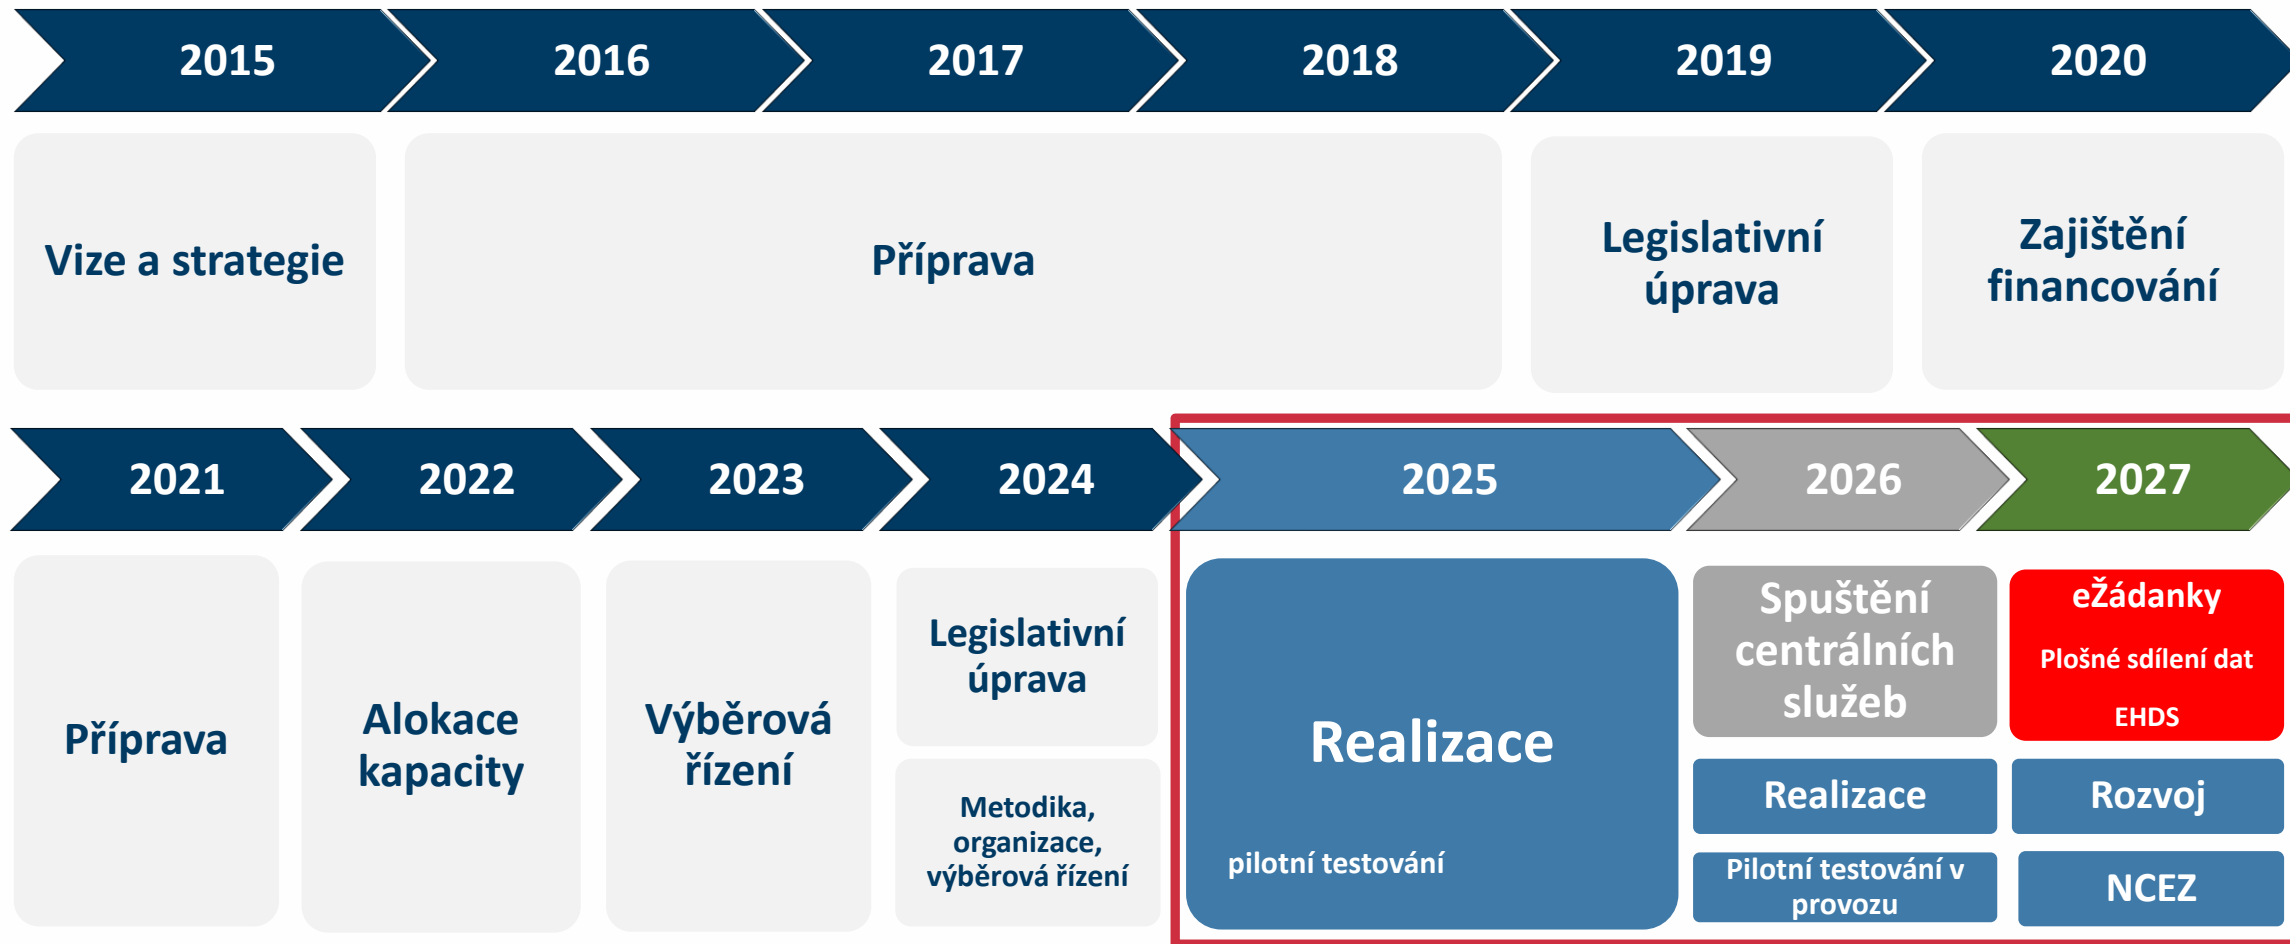 2015
2016
2017
2018
2019
2020
Vize a strategie
Příprava
Legislativní
úprava
Zajištění
financování
2021
2022
2023
2024
2025
2026
2027
Příprava
Alokace
kapacity
Výběrová
řízení
Legislativní
úprava
Metodika,
organizace,
výběrová řízení
Realizace
pilotní testování
Spuštění
centrálních
služeb
Realizace
Pilotní testování v
provozu
eŽádanky
Plošné sdílení dat
EHDS
Rozvoj
NCEZ